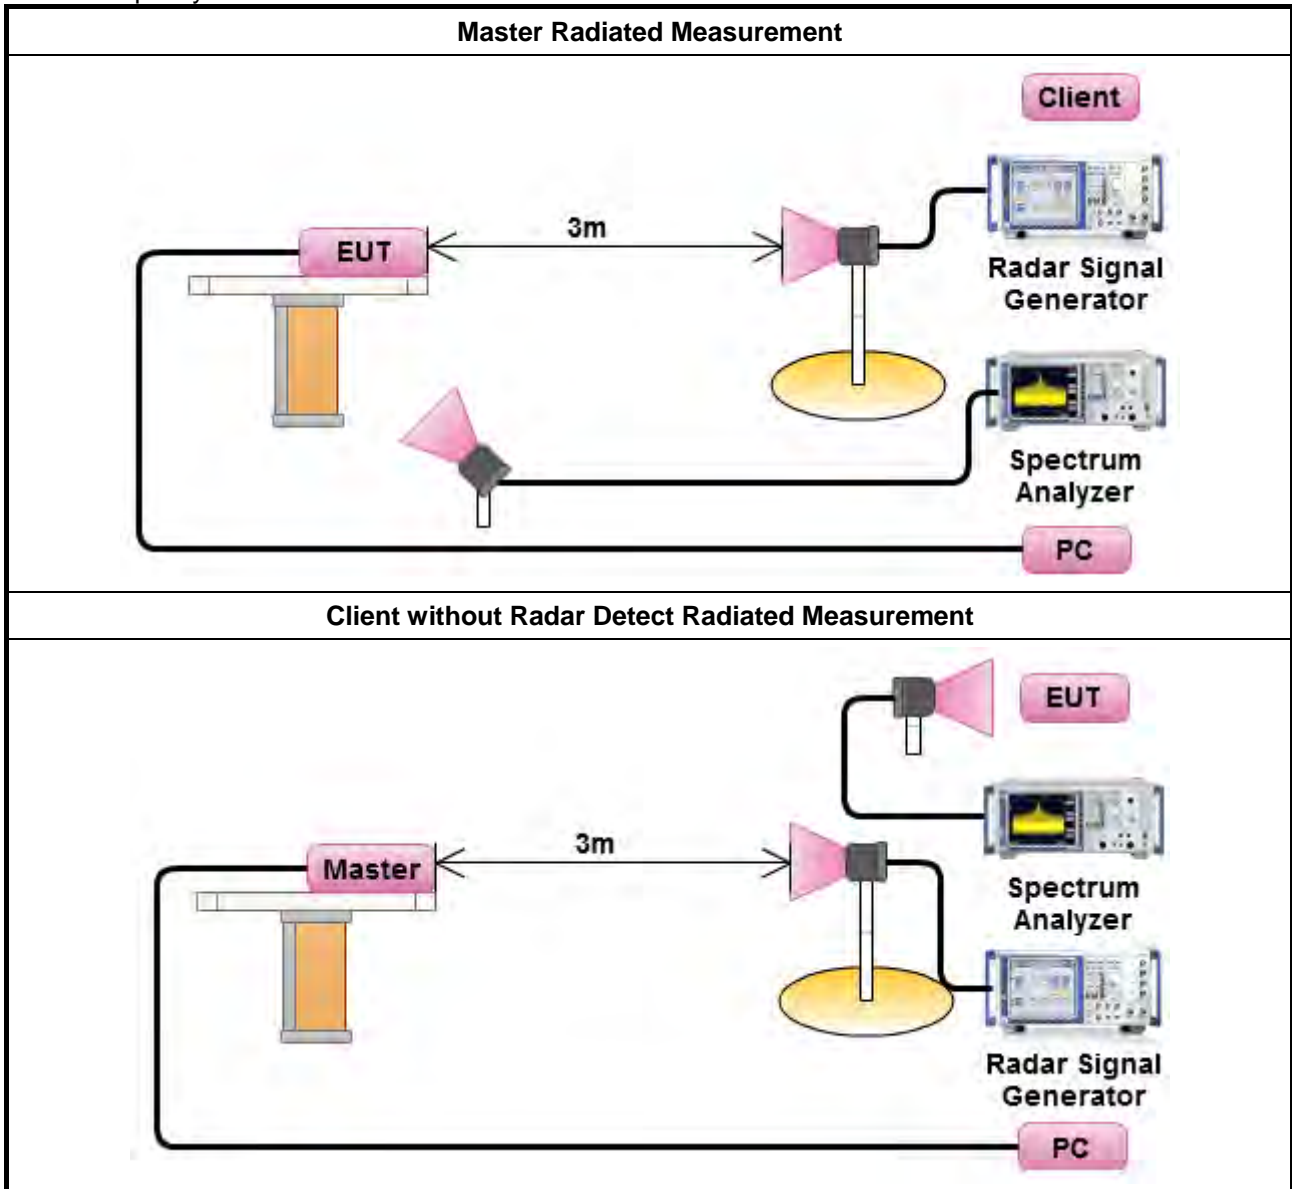 Master Radiated Measurement
Client
3m
EUT
Radar Signal
Generator
Spectrum
Analyzer
PC
Client without Radar Detect Radiated Measurement
EUT
3m
Master
Spectrum
Analyzer
Radar Signal
Generator
PC